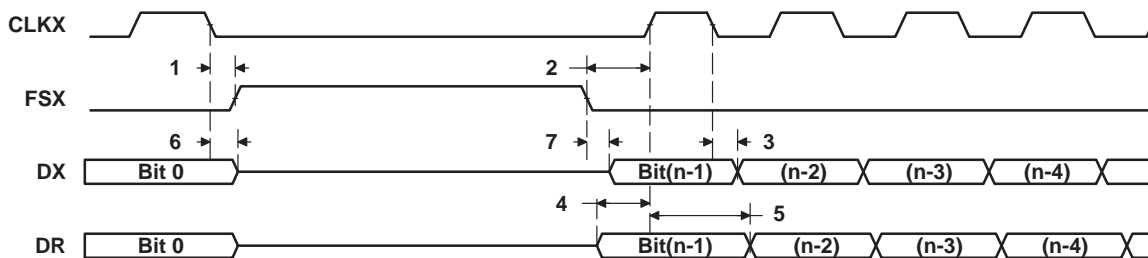 CLKX
1 2
FSX
6 7 3
DX Bit 0 Bit(n-1) (n-2) (n-3) (n-4)
4 5
DR Bit 0 Bit(n-1) (n-2) (n-3) (n-4)